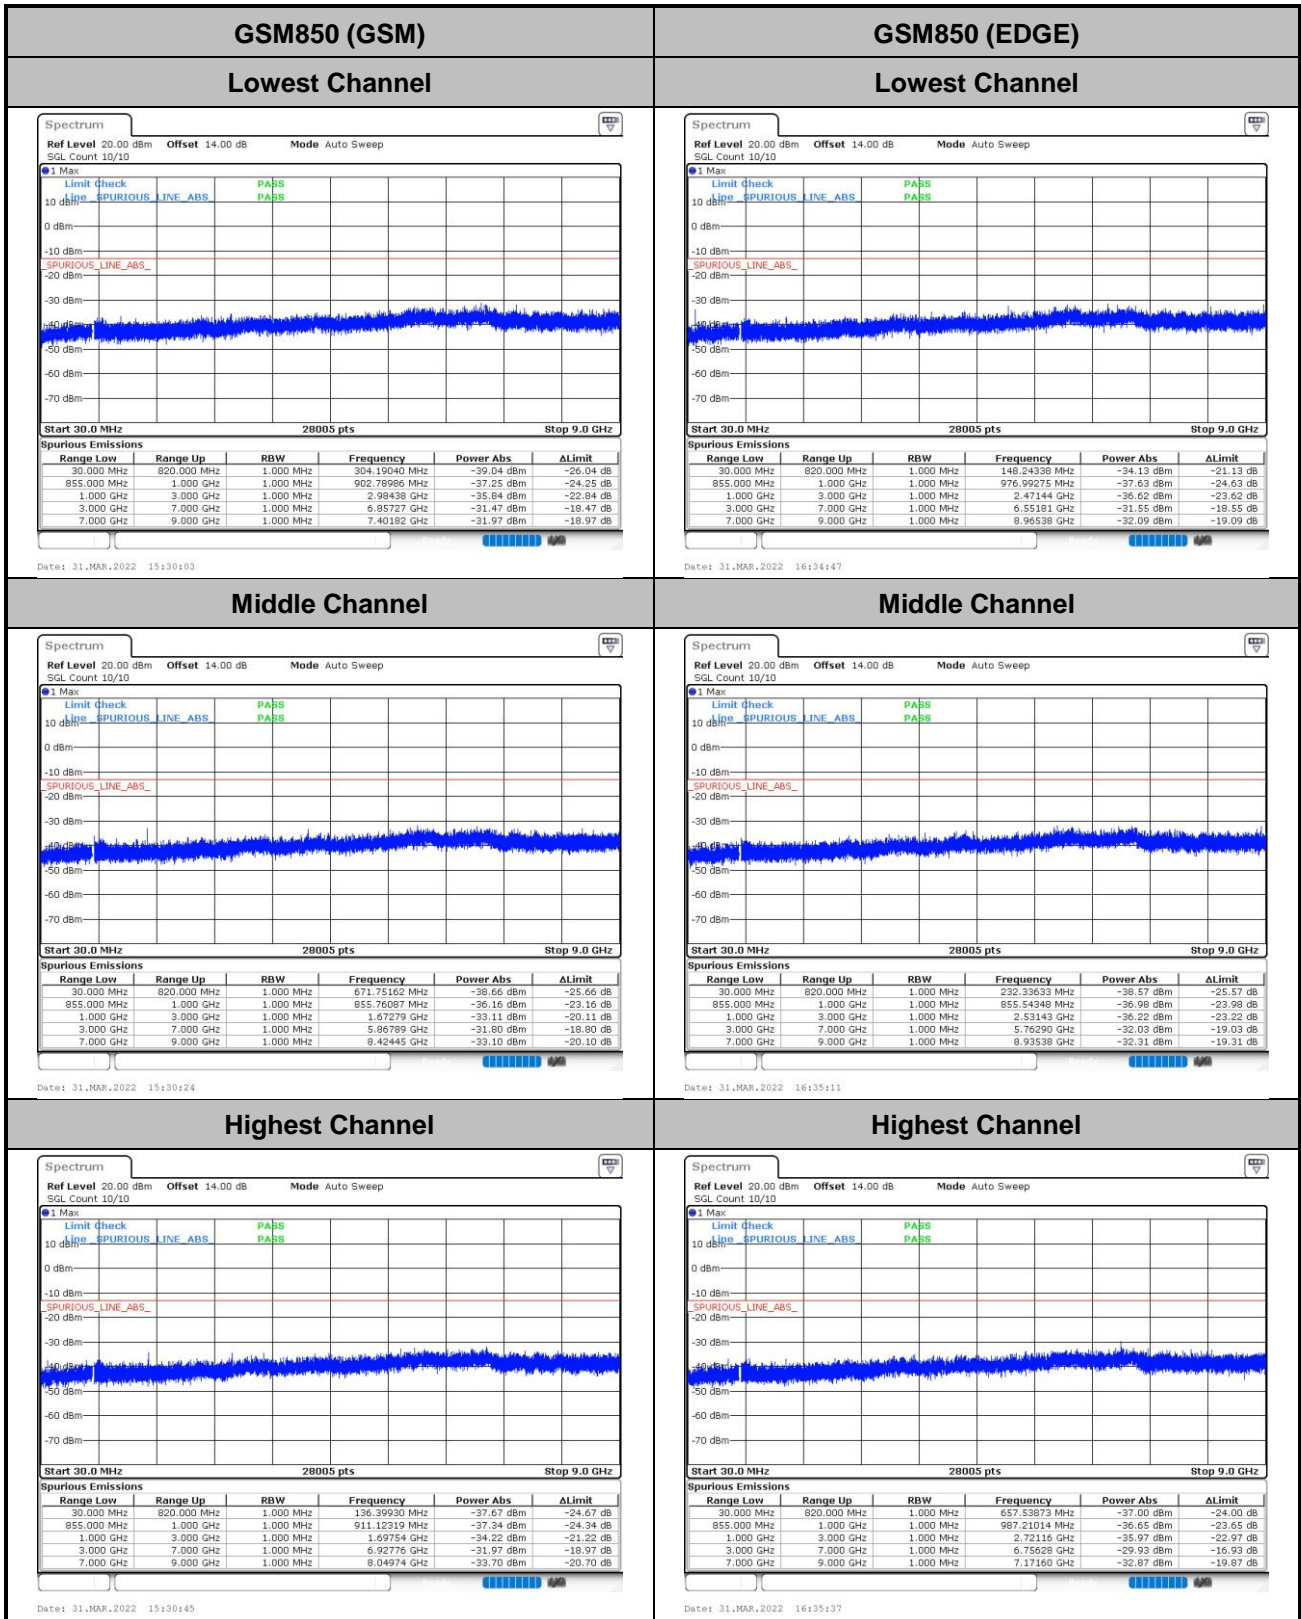 GSM850 (GSM) GSM850 (EDGE)
Lowest Channel Lowest Channel
Spectrum
Ref Level 20.00 dBm Offset 14.00 dB Mode Auto Sweep
SGL Count 10/10
1 Max
Limit Check PASS
Line _SPURIOUS_LINE_ABS_ PASS
10 dBm
0 dBm
-10 dBm
_SPURIOUS_LINE_ABS_
-20 dBm
-30 dBm
-40 dBm
-50 dBm
-60 dBm
-70 dBm
Start 30.0 MHz 28005 pts Stop 9.0 GHz
Spurious Emissions
Range Low Range Up RBW Frequency Power Abs ΔLimit
30.000 MHz 820.000 MHz 1.000 MHz 304.19040 MHz -39.04 dBm -26.04 dB
855.000 MHz 1.000 GHz 1.000 MHz 902.78986 MHz -37.25 dBm -24.25 dB
1.000 GHz 3.000 GHz 1.000 MHz 2.98438 GHz -35.84 dBm -22.84 dB
3.000 GHz 7.000 GHz 1.000 MHz 6.85727 GHz -31.47 dBm -18.47 dB
7.000 GHz 9.000 GHz 1.000 MHz 7.40182 GHz -31.97 dBm -18.97 dB
Date: 31.MAR.2022 15:30:03
Spectrum
Ref Level 20.00 dBm Offset 14.00 dB Mode Auto Sweep
SGL Count 10/10
1 Max
Limit Check PASS
Line _SPURIOUS_LINE_ABS_ PASS
10 dBm
0 dBm
-10 dBm
_SPURIOUS_LINE_ABS_
-20 dBm
-30 dBm
-40 dBm
-50 dBm
-60 dBm
-70 dBm
Start 30.0 MHz 28005 pts Stop 9.0 GHz
Spurious Emissions
Range Low Range Up RBW Frequency Power Abs ΔLimit
30.000 MHz 820.000 MHz 1.000 MHz 148.24338 MHz -34.13 dBm -21.13 dB
855.000 MHz 1.000 GHz 1.000 MHz 976.99275 MHz -37.63 dBm -24.63 dB
1.000 GHz 3.000 GHz 1.000 MHz 2.47144 GHz -36.62 dBm -23.62 dB
3.000 GHz 7.000 GHz 1.000 MHz 6.55181 GHz -31.55 dBm -18.55 dB
7.000 GHz 9.000 GHz 1.000 MHz 8.96538 GHz -32.09 dBm -19.09 dB
Date: 31.MAR.2022 16:34:47
Middle Channel Middle Channel
Spectrum
Ref Level 20.00 dBm Offset 14.00 dB Mode Auto Sweep
SGL Count 10/10
1 Max
Limit Check PASS
Line _SPURIOUS_LINE_ABS_ PASS
10 dBm
0 dBm
-10 dBm
_SPURIOUS_LINE_ABS_
-20 dBm
-30 dBm
-40 dBm
-50 dBm
-60 dBm
-70 dBm
Start 30.0 MHz 28005 pts Stop 9.0 GHz
Spurious Emissions
Range Low Range Up RBW Frequency Power Abs ΔLimit
30.000 MHz 820.000 MHz 1.000 MHz 671.75162 MHz -38.66 dBm -25.66 dB
855.000 MHz 1.000 GHz 1.000 MHz 855.76087 MHz -36.16 dBm -23.16 dB
1.000 GHz 3.000 GHz 1.000 MHz 1.67279 GHz -33.11 dBm -20.11 dB
3.000 GHz 7.000 GHz 1.000 MHz 5.86789 GHz -31.80 dBm -18.80 dB
7.000 GHz 9.000 GHz 1.000 MHz 8.42445 GHz -33.10 dBm -20.10 dB
Date: 31.MAR.2022 15:30:24
Spectrum
Ref Level 20.00 dBm Offset 14.00 dB Mode Auto Sweep
SGL Count 10/10
1 Max
Limit Check PASS
Line _SPURIOUS_LINE_ABS_ PASS
10 dBm
0 dBm
-10 dBm
_SPURIOUS_LINE_ABS_
-20 dBm
-30 dBm
-40 dBm
-50 dBm
-60 dBm
-70 dBm
Start 30.0 MHz 28005 pts Stop 9.0 GHz
Spurious Emissions
Range Low Range Up RBW Frequency Power Abs ΔLimit
30.000 MHz 820.000 MHz 1.000 MHz 232.33633 MHz -38.57 dBm -25.57 dB
855.000 MHz 1.000 GHz 1.000 MHz 855.54348 MHz -36.98 dBm -23.98 dB
1.000 GHz 3.000 GHz 1.000 MHz 2.53143 GHz -36.22 dBm -23.22 dB
3.000 GHz 7.000 GHz 1.000 MHz 5.76290 GHz -32.03 dBm -19.03 dB
7.000 GHz 9.000 GHz 1.000 MHz 8.93538 GHz -32.31 dBm -19.31 dB
Date: 31.MAR.2022 16:35:11
Highest Channel Highest Channel
Spectrum
Ref Level 20.00 dBm Offset 14.00 dB Mode Auto Sweep
SGL Count 10/10
1 Max
Limit Check PASS
Line _SPURIOUS_LINE_ABS_ PASS
10 dBm
0 dBm
-10 dBm
_SPURIOUS_LINE_ABS_
-20 dBm
-30 dBm
-40 dBm
-50 dBm
-60 dBm
-70 dBm
Start 30.0 MHz 28005 pts Stop 9.0 GHz
Spurious Emissions
Range Low Range Up RBW Frequency Power Abs ΔLimit
30.000 MHz 820.000 MHz 1.000 MHz 136.39930 MHz -37.67 dBm -24.67 dB
855.000 MHz 1.000 GHz 1.000 MHz 911.12319 MHz -37.34 dBm -24.34 dB
1.000 GHz 3.000 GHz 1.000 MHz 1.69754 GHz -34.22 dBm -21.22 dB
3.000 GHz 7.000 GHz 1.000 MHz 6.92776 GHz -31.97 dBm -18.97 dB
7.000 GHz 9.000 GHz 1.000 MHz 8.04974 GHz -33.70 dBm -20.70 dB
Date: 31.MAR.2022 15:30:45
Spectrum
Ref Level 20.00 dBm Offset 14.00 dB Mode Auto Sweep
SGL Count 10/10
1 Max
Limit Check PASS
Line _SPURIOUS_LINE_ABS_ PASS
10 dBm
0 dBm
-10 dBm
_SPURIOUS_LINE_ABS_
-20 dBm
-30 dBm
-40 dBm
-50 dBm
-60 dBm
-70 dBm
Start 30.0 MHz 28005 pts Stop 9.0 GHz
Spurious Emissions
Range Low Range Up RBW Frequency Power Abs ΔLimit
30.000 MHz 820.000 MHz 1.000 MHz 657.53873 MHz -37.00 dBm -24.00 dB
855.000 MHz 1.000 GHz 1.000 MHz 987.21014 MHz -36.65 dBm -23.65 dB
1.000 GHz 3.000 GHz 1.000 MHz 2.72116 GHz -35.97 dBm -22.97 dB
3.000 GHz 7.000 GHz 1.000 MHz 6.75628 GHz -29.93 dBm -16.93 dB
7.000 GHz 9.000 GHz 1.000 MHz 7.17160 GHz -32.87 dBm -19.87 dB
Date: 31.MAR.2022 16:35:37